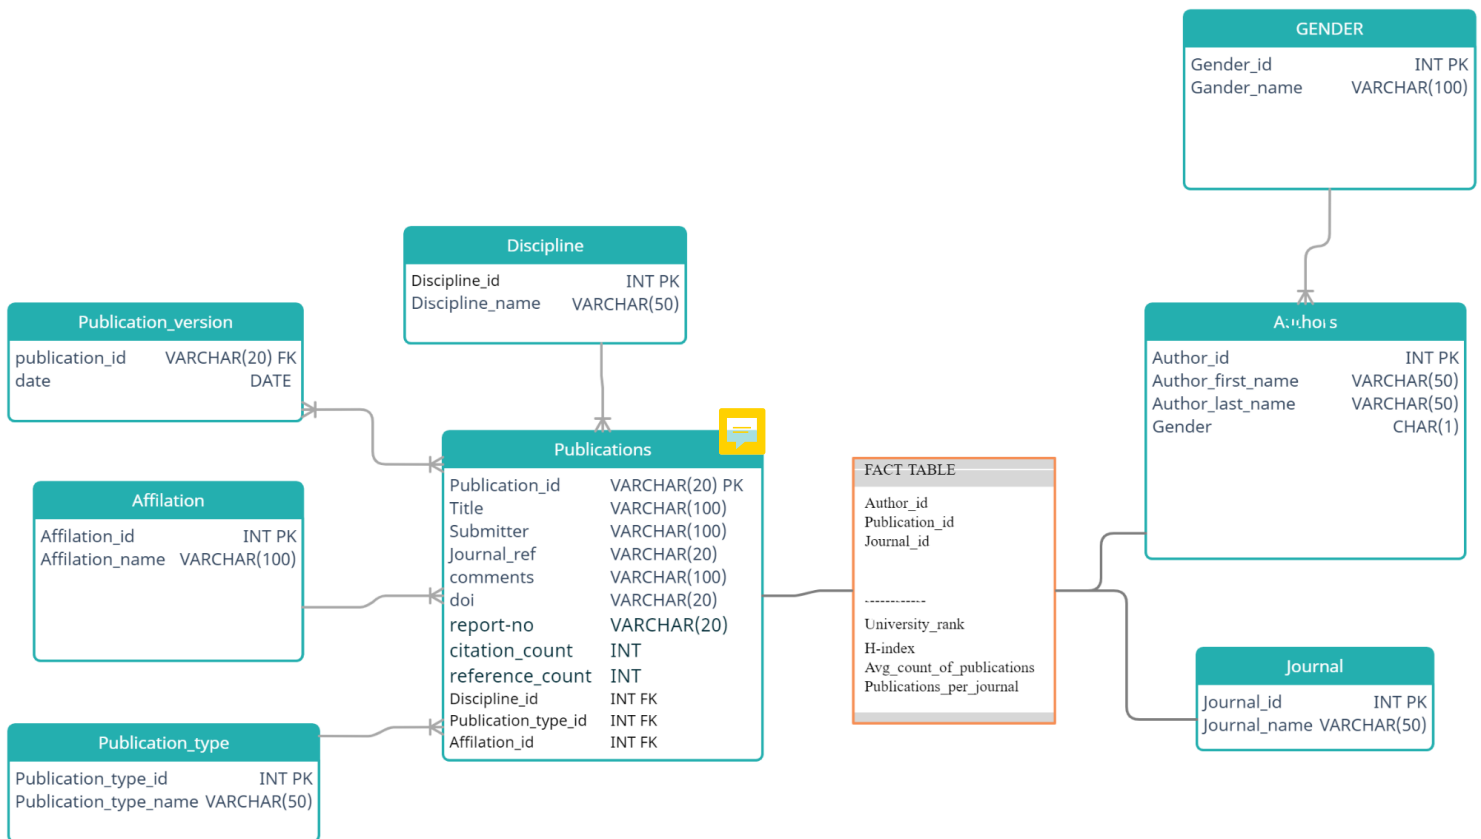 GENDER
Gender_id INT PK
Gander_name VARCHAR(100)
Discipline
Discipline_id INT PK
Discipline_name VARCHAR(50)
Publication_version
publication_id VARCHAR(20) FK
date DATE
Affilation
Affilation_id INT PK
Affilation_name VARCHAR(100)
Publication_type
Publication_type_id INT PK
Publication_type_name VARCHAR(50)
Publications
Publication_id VARCHAR(20) PK
Title VARCHAR(100)
Submitter VARCHAR(100)
Journal_ref VARCHAR(20)
comments VARCHAR(100)
doi VARCHAR(20)
report-no VARCHAR(20)
citation_count INT
reference_count INT
Discipline_id INT FK
Publication_type_id INT FK
Affilation_id INT FK
FACT TABLE
Author_id
Publication_id
Journal_id
-----------
University_rank
H-index
Avg_count_of_publications
Publications_per_journal
Authors
Author_id INT PK
Author_first_name VARCHAR(50)
Author_last_name VARCHAR(50)
Gender CHAR(1)
Journal
Journal_id INT PK
Journal_name VARCHAR(50)